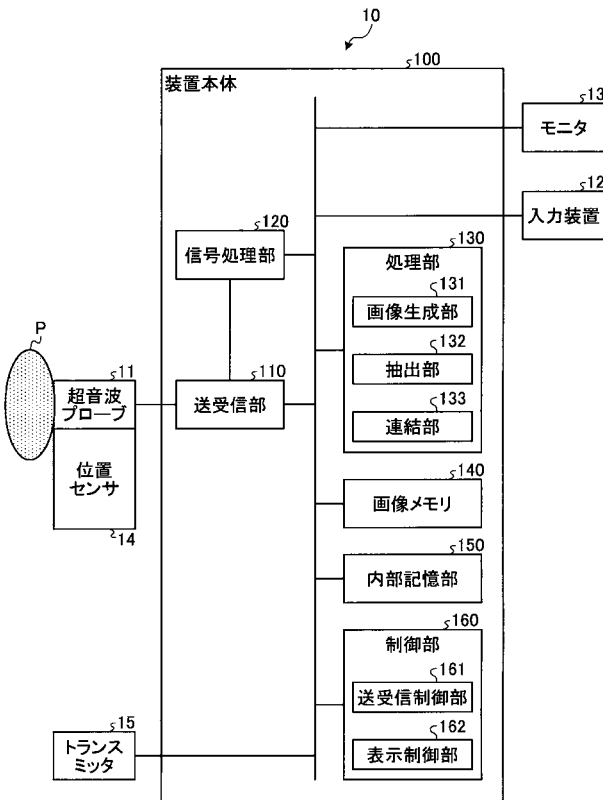 10
100
装置本体
13
モニタ
12
入力装置
120
信号処理部
130
処理部
131
画像生成部
132
抽出部
133
連結部
P
11
超音波
プローブ
110
送受信部
位置
センサ
14
140
画像メモリ
150
内部記憶部
160
制御部
161
送受信制御部
162
表示制御部
15
トランス
ミッタ